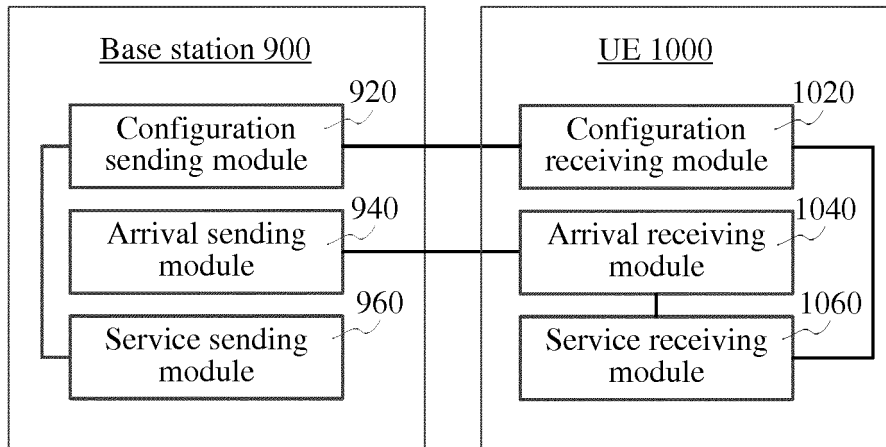 Base station 900
920
Configuration
sending module
940
Arrival sending
module
960
Service sending
module
UE 1000
1020
Configuration
receiving module
1040
Arrival receiving
module
1060
Service receiving
module